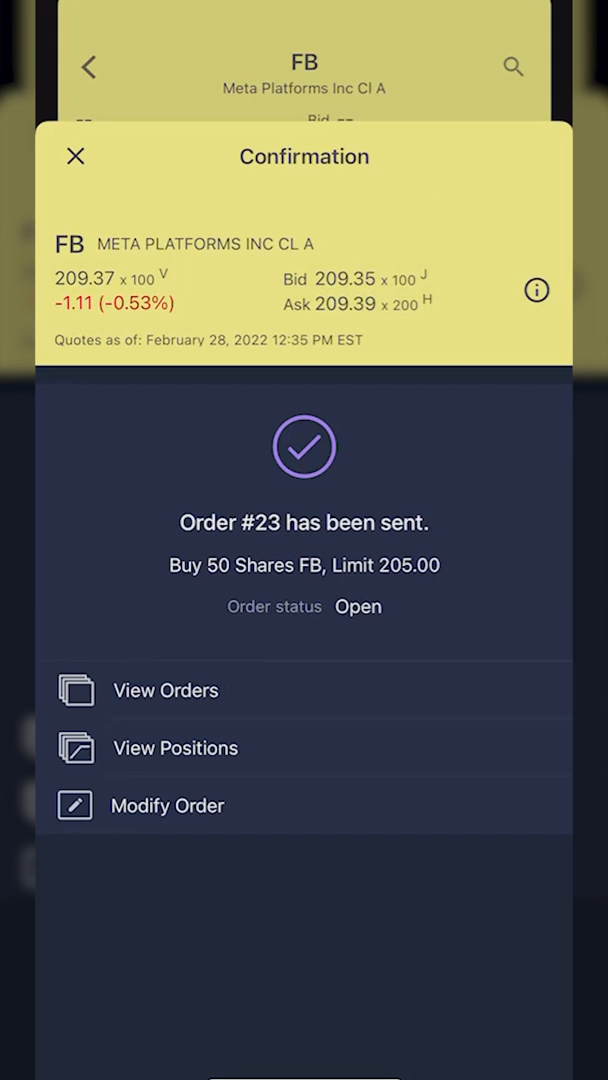 FB
Meta Platforms Inc Cl A
-- Bid --
Confirmation
FB META PLATFORMS INC CL A
209.37 x 100 V
Bid 209.35 x 100 J
-1.11 (-0.53%)
Ask 209.39 x 200 H
Quotes as of: February 28, 2022 12:35 PM EST
Order #23 has been sent.
Buy 50 Shares FB, Limit 205.00
Order status Open
View Orders
View Positions
Modify Order